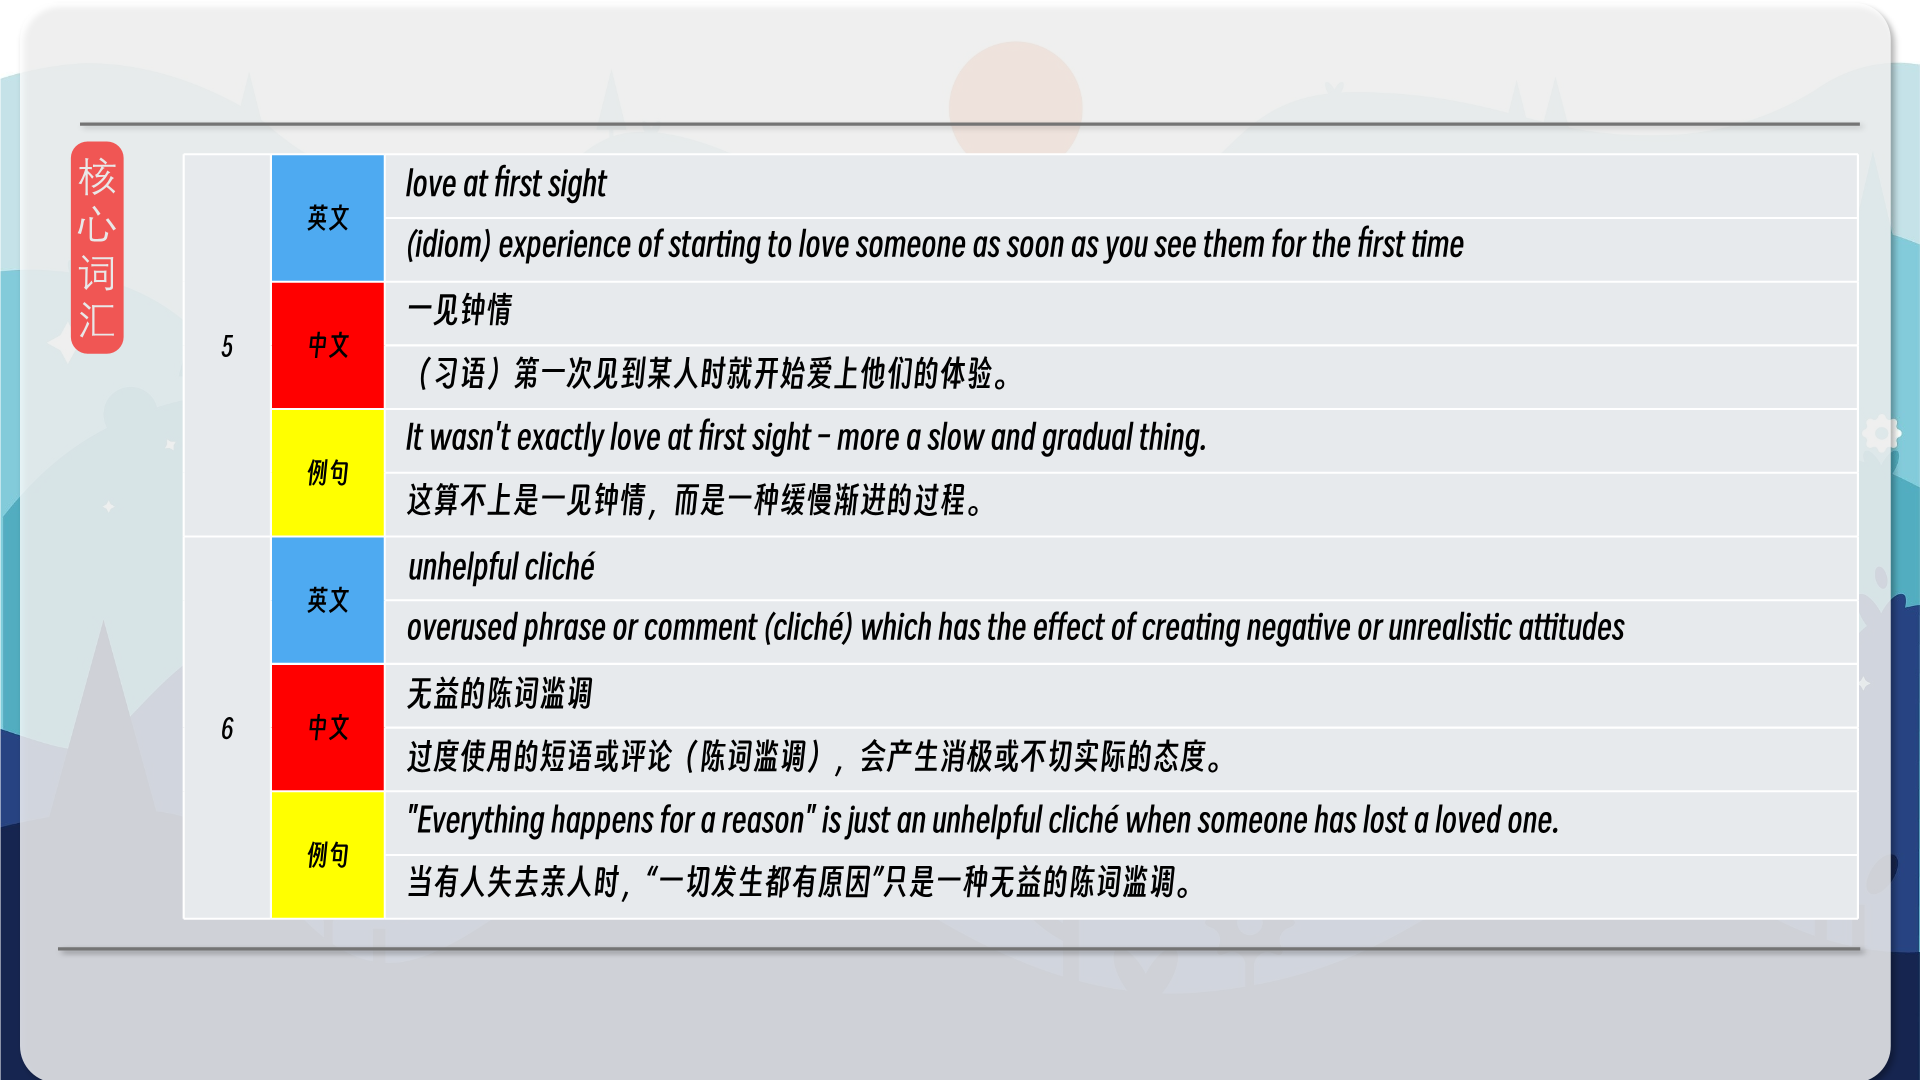 核心词汇
5
英文
love at first sight
(idiom) experience of starting to love someone as soon as you see them for the first time
中文
一见钟情
（习语）第一次见到某人时就开始爱上他们的体验。
例句
It wasn't exactly love at first sight – more a slow and gradual thing.
这算不上是一见钟情，而是一种缓慢渐进的过程。
6
英文
unhelpful cliché
overused phrase or comment (cliché) which has the effect of creating negative or unrealistic attitudes
中文
无益的陈词滥调
过度使用的短语或评论（陈词滥调），会产生消极或不切实际的态度。
例句
"Everything happens for a reason" is just an unhelpful cliché when someone has lost a loved one.
当有人失去亲人时，“一切发生都有原因”只是一种无益的陈词滥调。